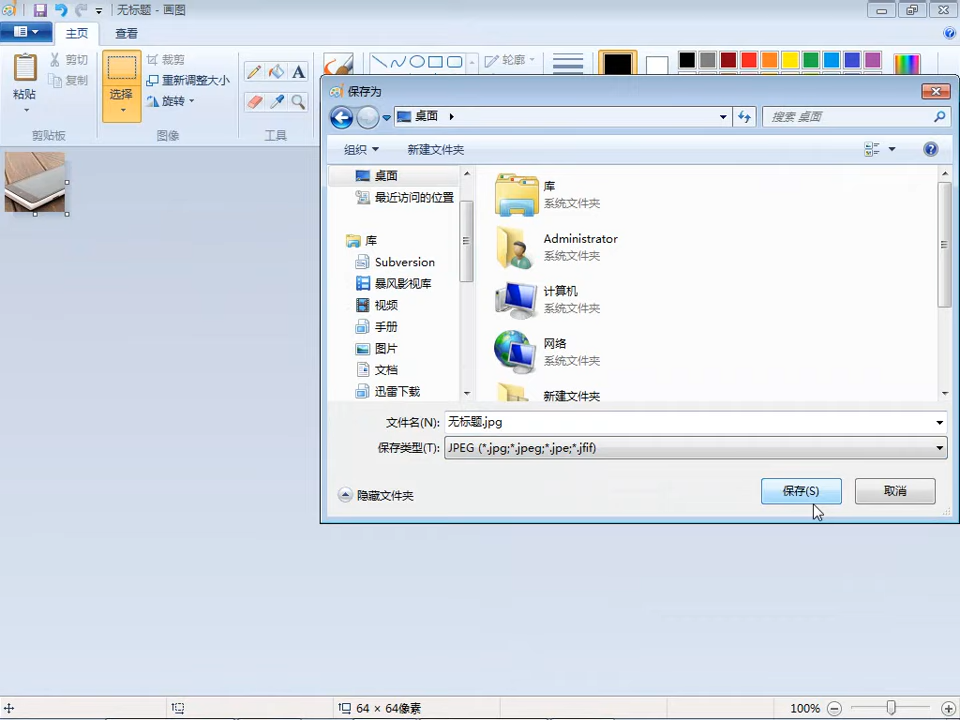 无标题 - 画图
主页
查看
粘贴
剪切
复制
剪贴板
选择
裁剪
重新调整大小
旋转
图像
A
工具
轮廓
保存为
桌面
搜索 桌面
组织
新建文件夹
桌面
最近访问的位置
库
Subversion
暴风影视库
视频
手册
图片
文档
迅雷下载
库
系统文件夹
Administrator
系统文件夹
计算机
系统文件夹
网络
系统文件夹
新建文件夹
文件名(N):
无标题.jpg
保存类型(T):
JPEG (*.jpg;*.jpeg;*.jpe;*.jfif)
隐藏文件夹
保存(S)
取消
64 × 64像素
100%